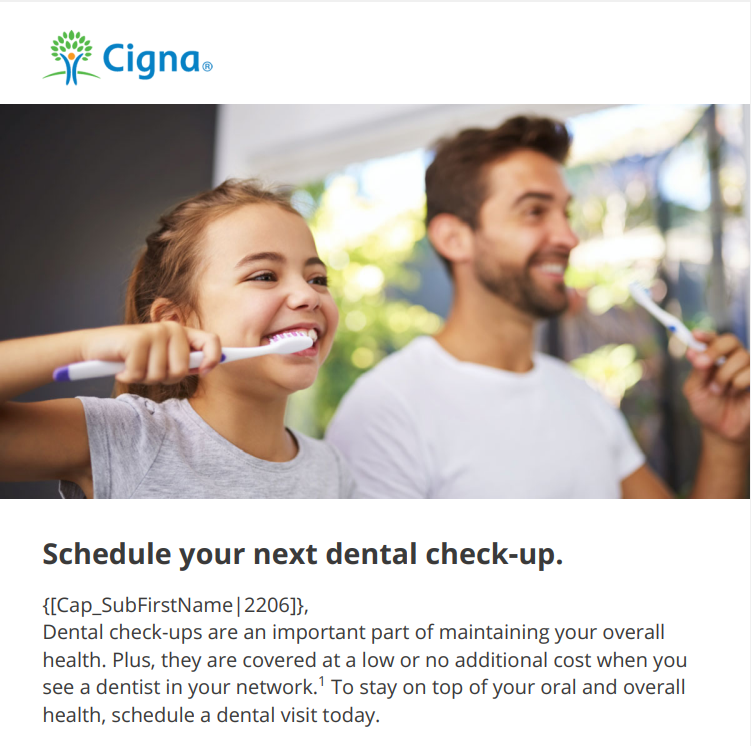 Cigna®
Schedule your next dental check-up.
{[Cap_SubFirstName|2206]},
Dental check-ups are an important part of maintaining your overall
health. Plus, they are covered at a low or no additional cost when you
see a dentist in your network.¹ To stay on top of your oral and overall
health, schedule a dental visit today.